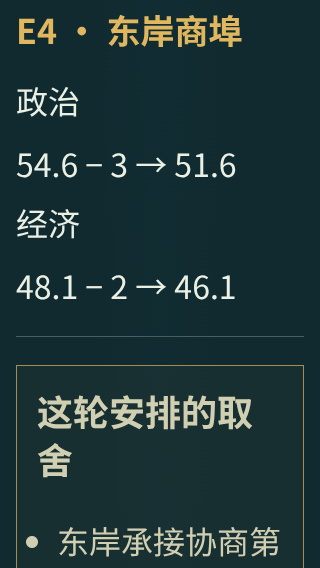 E4 · 东岸商埠
政治
54.6 − 3 → 51.6
经济
48.1 − 2 → 46.1
这轮安排的取
舍
• 东岸承接协商第